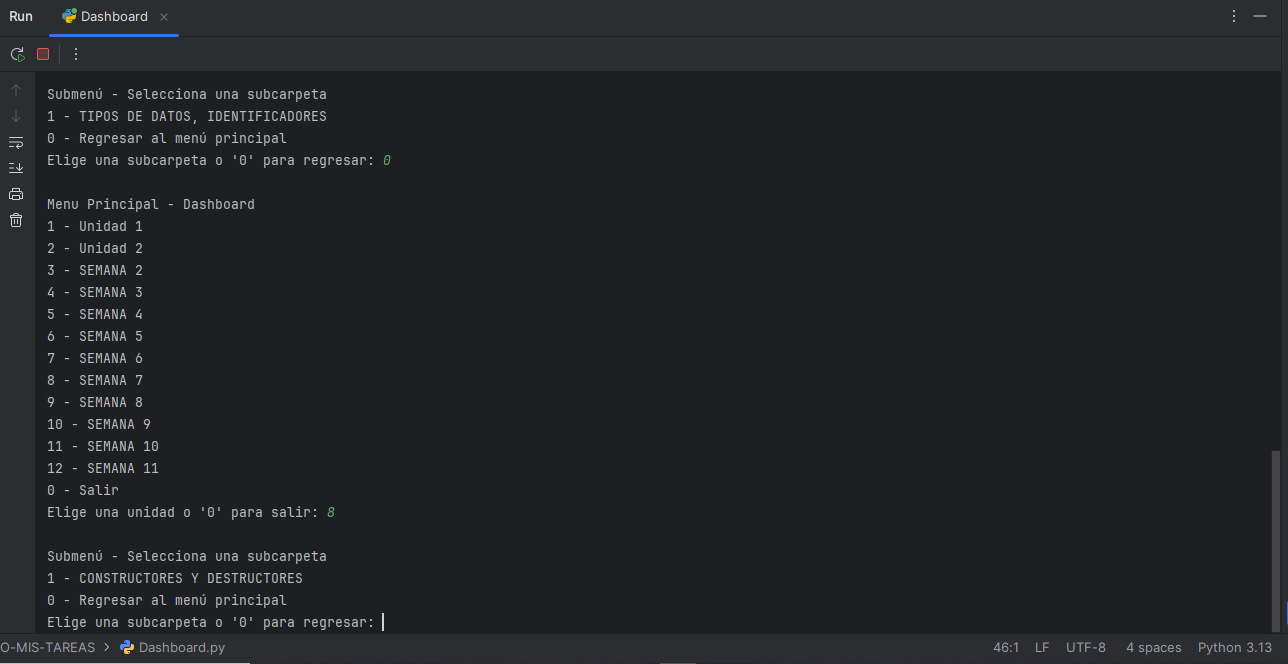 Run
Dashboard
Submenú - Selecciona una subcarpeta
1 - TIPOS DE DATOS, IDENTIFICADORES
0 - Regresar al menú principal
Elige una subcarpeta o '0' para regresar: 0
Menu Principal - Dashboard
1 - Unidad 1
2 - Unidad 2
3 - SEMANA 2
4 - SEMANA 3
5 - SEMANA 4
6 - SEMANA 5
7 - SEMANA 6
8 - SEMANA 7
9 - SEMANA 8
10 - SEMANA 9
11 - SEMANA 10
12 - SEMANA 11
0 - Salir
Elige una unidad o '0' para salir: 8
Submenú - Selecciona una subcarpeta
1 - CONSTRUCTORES Y DESTRUCTORES
0 - Regresar al menú principal
Elige una subcarpeta o '0' para regresar:
O-MIS-TAREAS > Dashboard.py 46:1 LF UTF-8 4 spaces Python 3.13